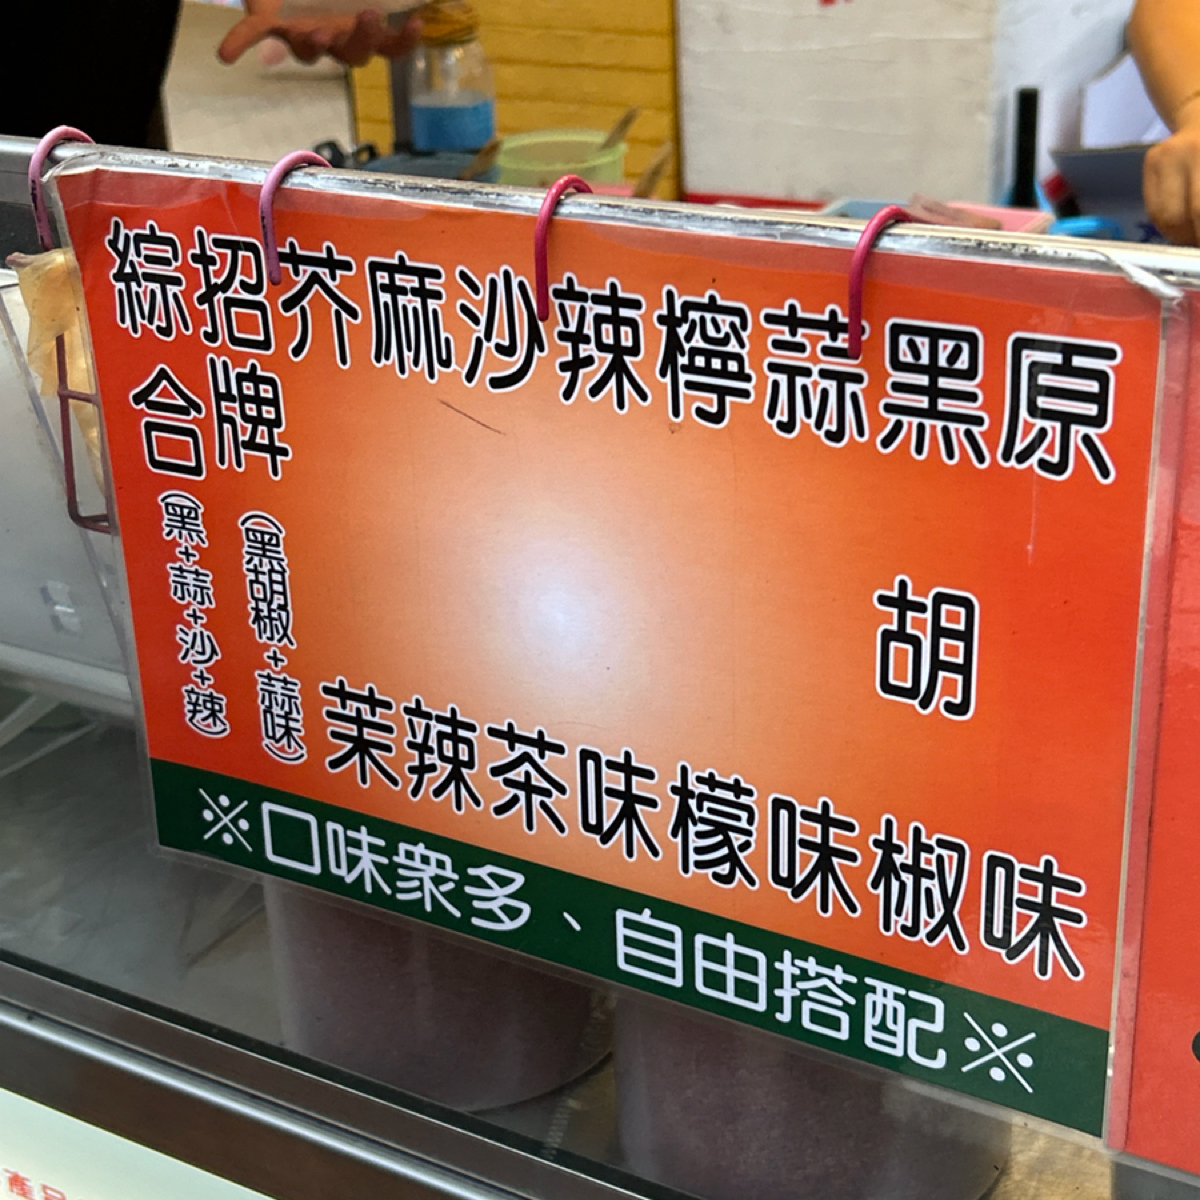 原味
黑胡椒
蒜味
檸檬
辣味
沙茶
麻辣
芥茉
招牌(黑胡椒+蒜味)
綜合(黑+蒜+沙+辣)
※口味衆多、自由搭配※
產品